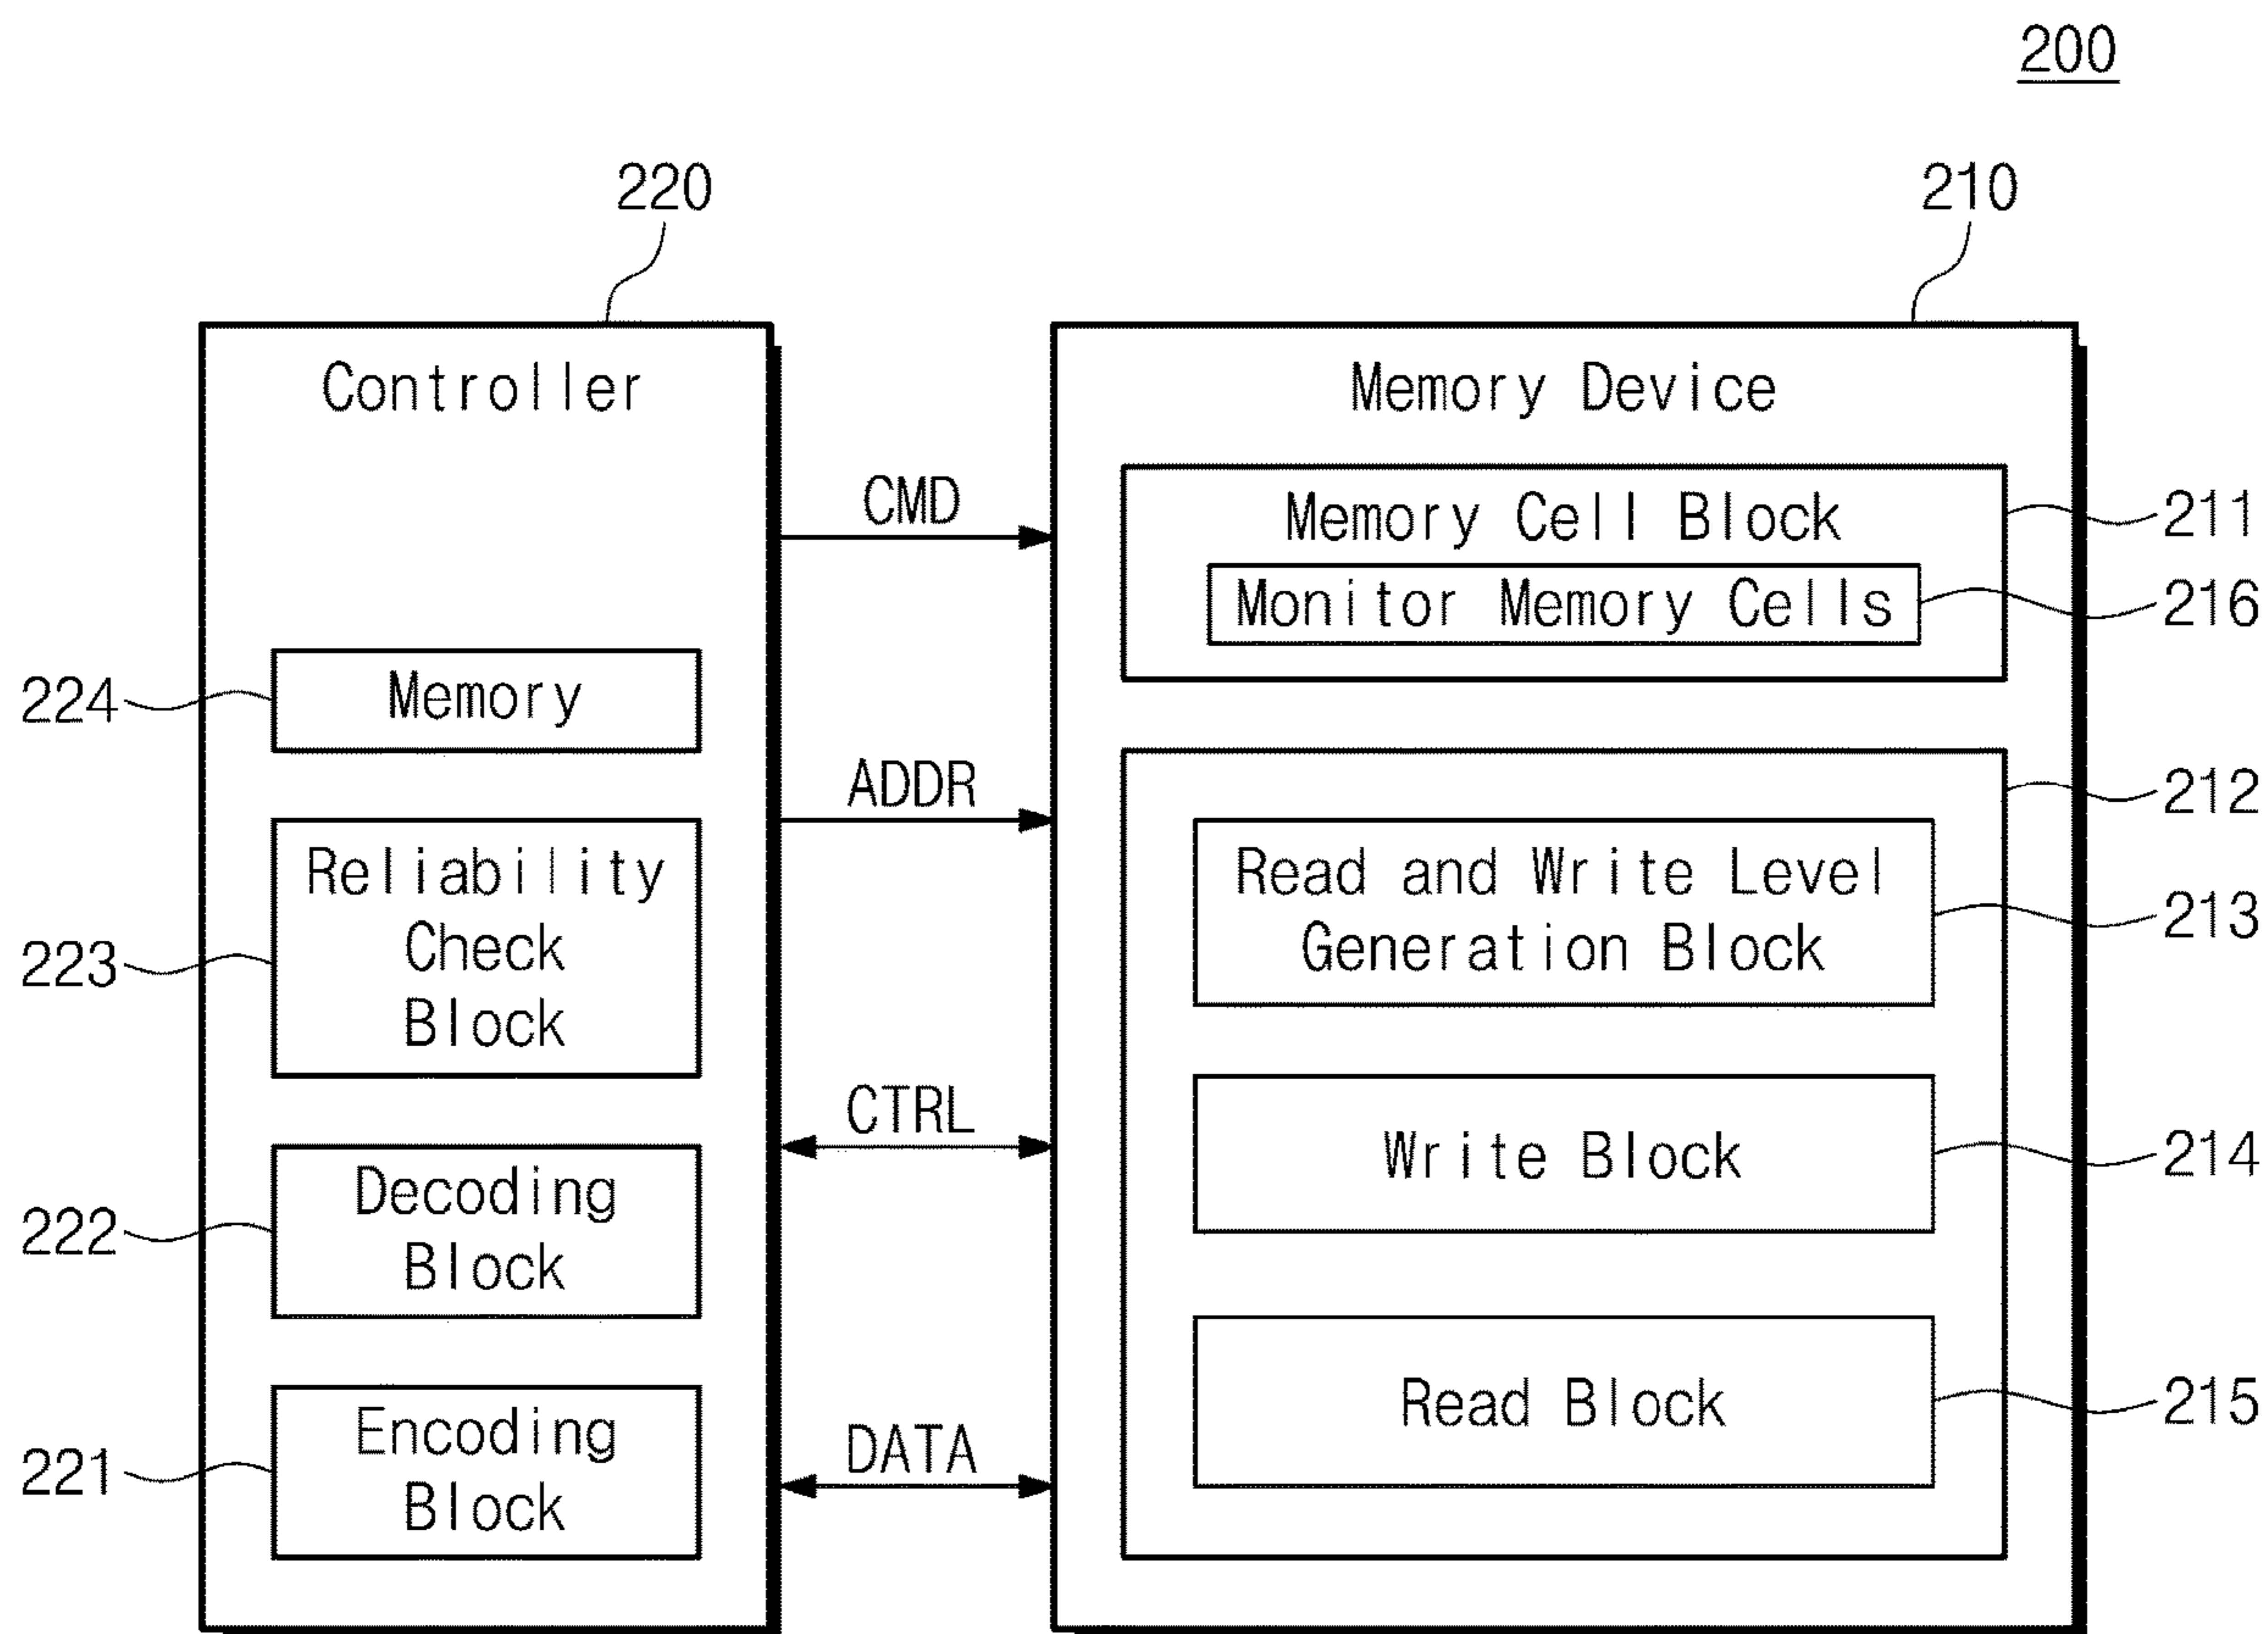 200
220
210
Controller
Memory Device
CMD
Memory Cell Block
211
Monitor Memory Cells
216
224
Memory
ADDR
212
Reliability
Check
Block
223
Read and Write Level
Generation Block
213
CTRL
Decoding
Block
222
Write Block
214
Encoding
Block
221
DATA
Read Block
215